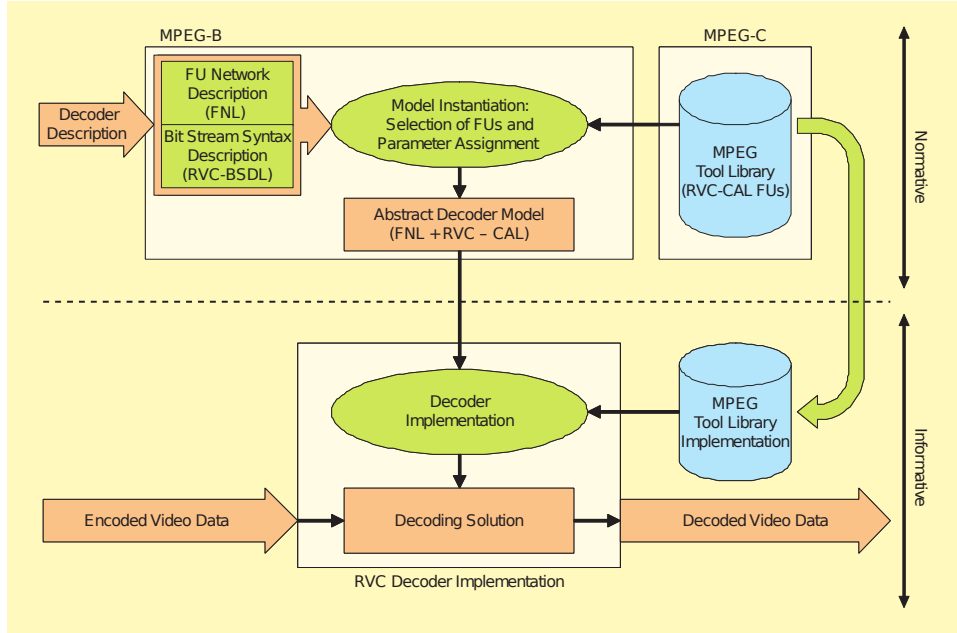 MPEG-B
MPEG-C
FU Network
Description
(FNL)
Bit Stream Syntax
Description
(RVC-BSDL)
Decoder
Description
Model Instantiation:
Selection of FUs and
Parameter Assignment
MPEG
Tool Library
(RVC-CAL FUs)
Normative
Abstract Decoder Model
(FNL +RVC – CAL)
Decoder
Implementation
MPEG
Tool Library
Implementation
Informative
Encoded Video Data
Decoding Solution
Decoded Video Data
RVC Decoder Implementation